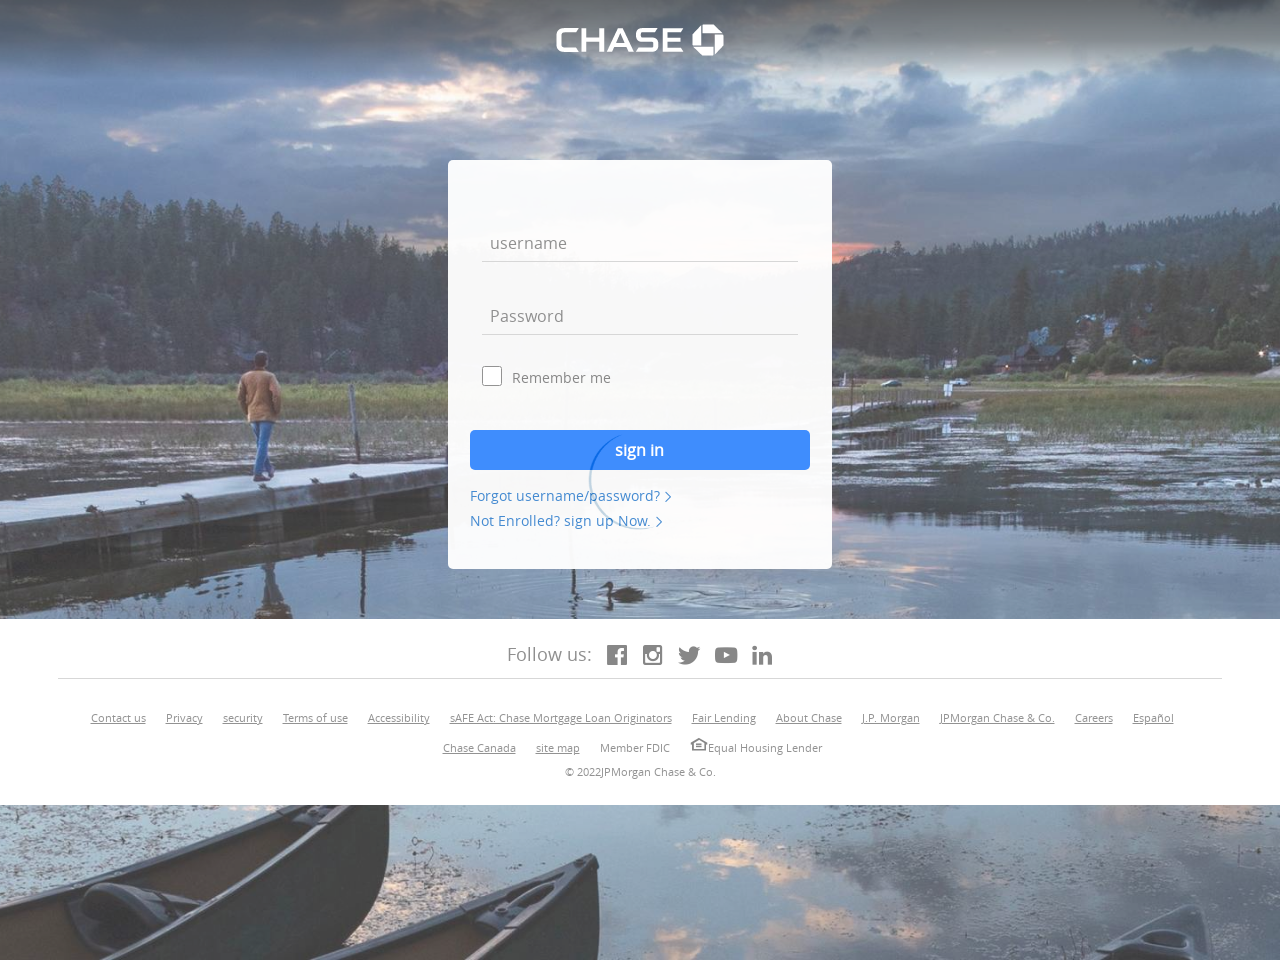 CHASE
username
Password
Remember me
sign in
Forgot username/password?
Not Enrolled? sign up Now.
Follow us:
Contact us Privacy security Terms of use Accessibility sAFE Act: Chase Mortgage Loan Originators Fair Lending About Chase J.P. Morgan JPMorgan Chase & Co. Careers Español
Chase Canada site map Member FDIC Equal Housing Lender
© 2022JPMorgan Chase & Co.